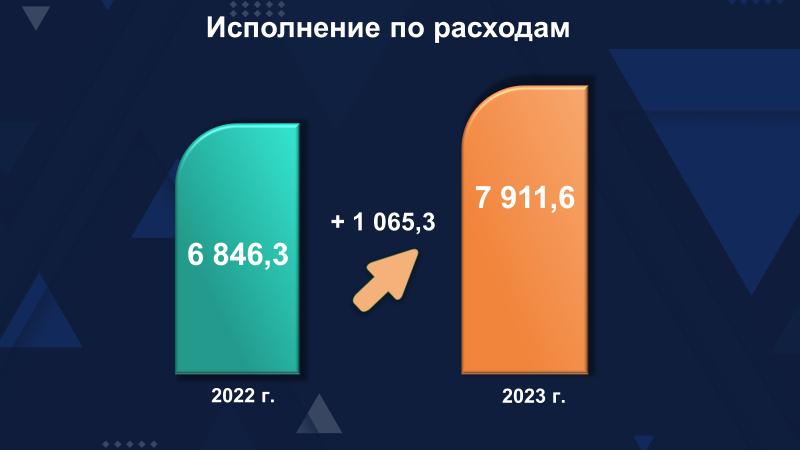 Исполнение по расходам
7 911,6
+ 1 065,3
6 846,3
2022 г.
2023 г.